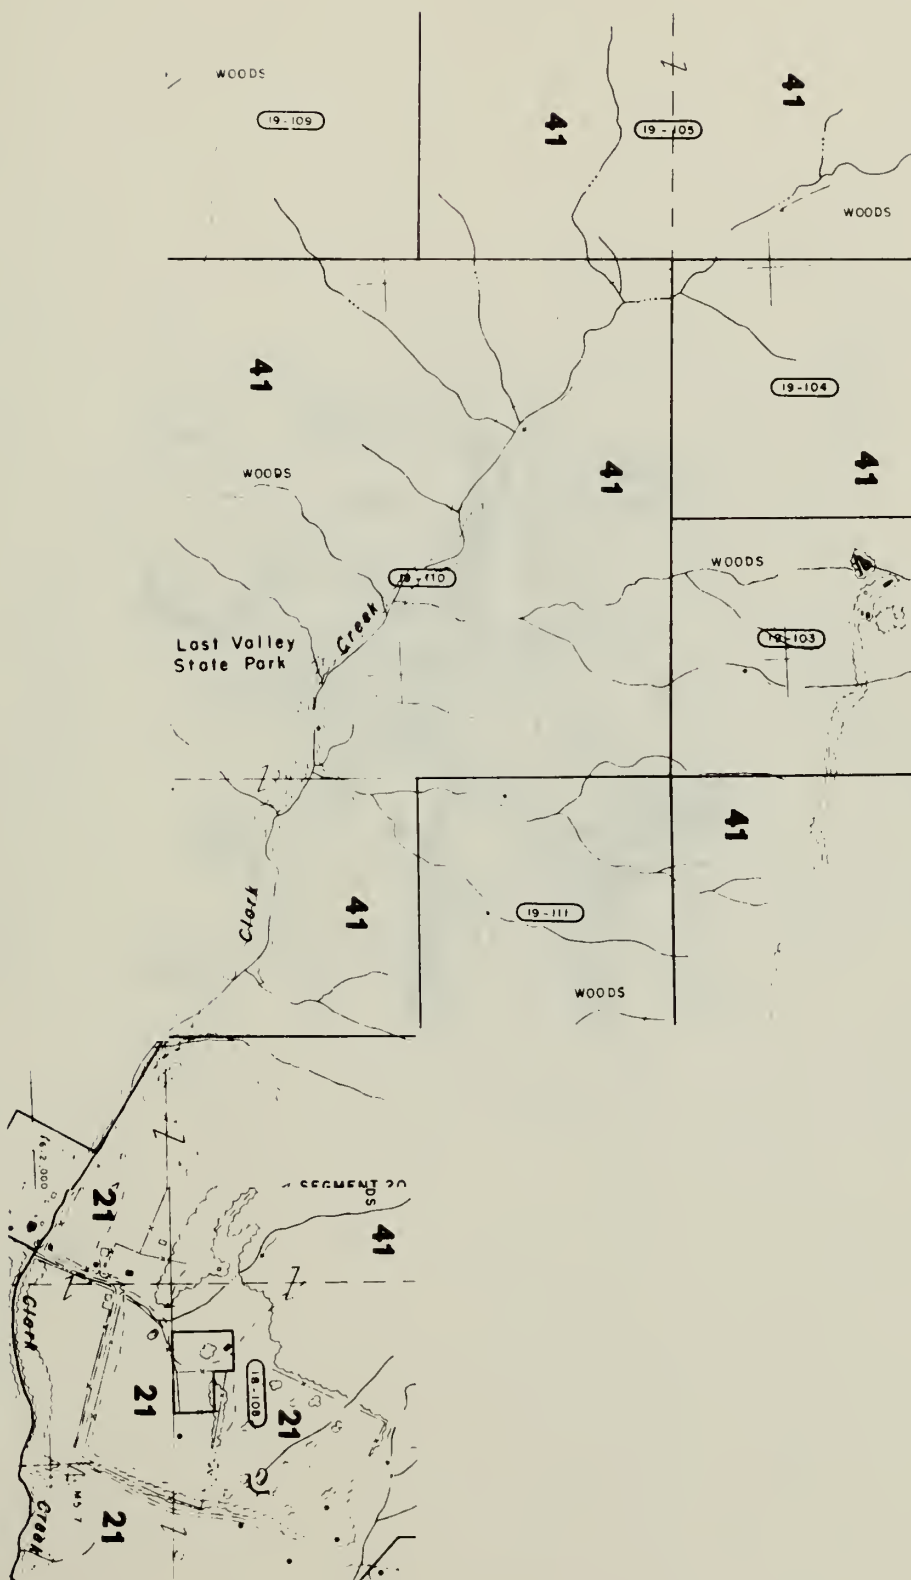 WOODS
19-109
41
41
19-105
WOODS
41
19-104
41
41
WOODS
WOODS
19-110
Lost Valley
State Park
Creek
19-103
41
41
Clark
19-111
WOODS
SEGMENT 20
DS
21
41
Clark
18-108
21
21
21
Creek